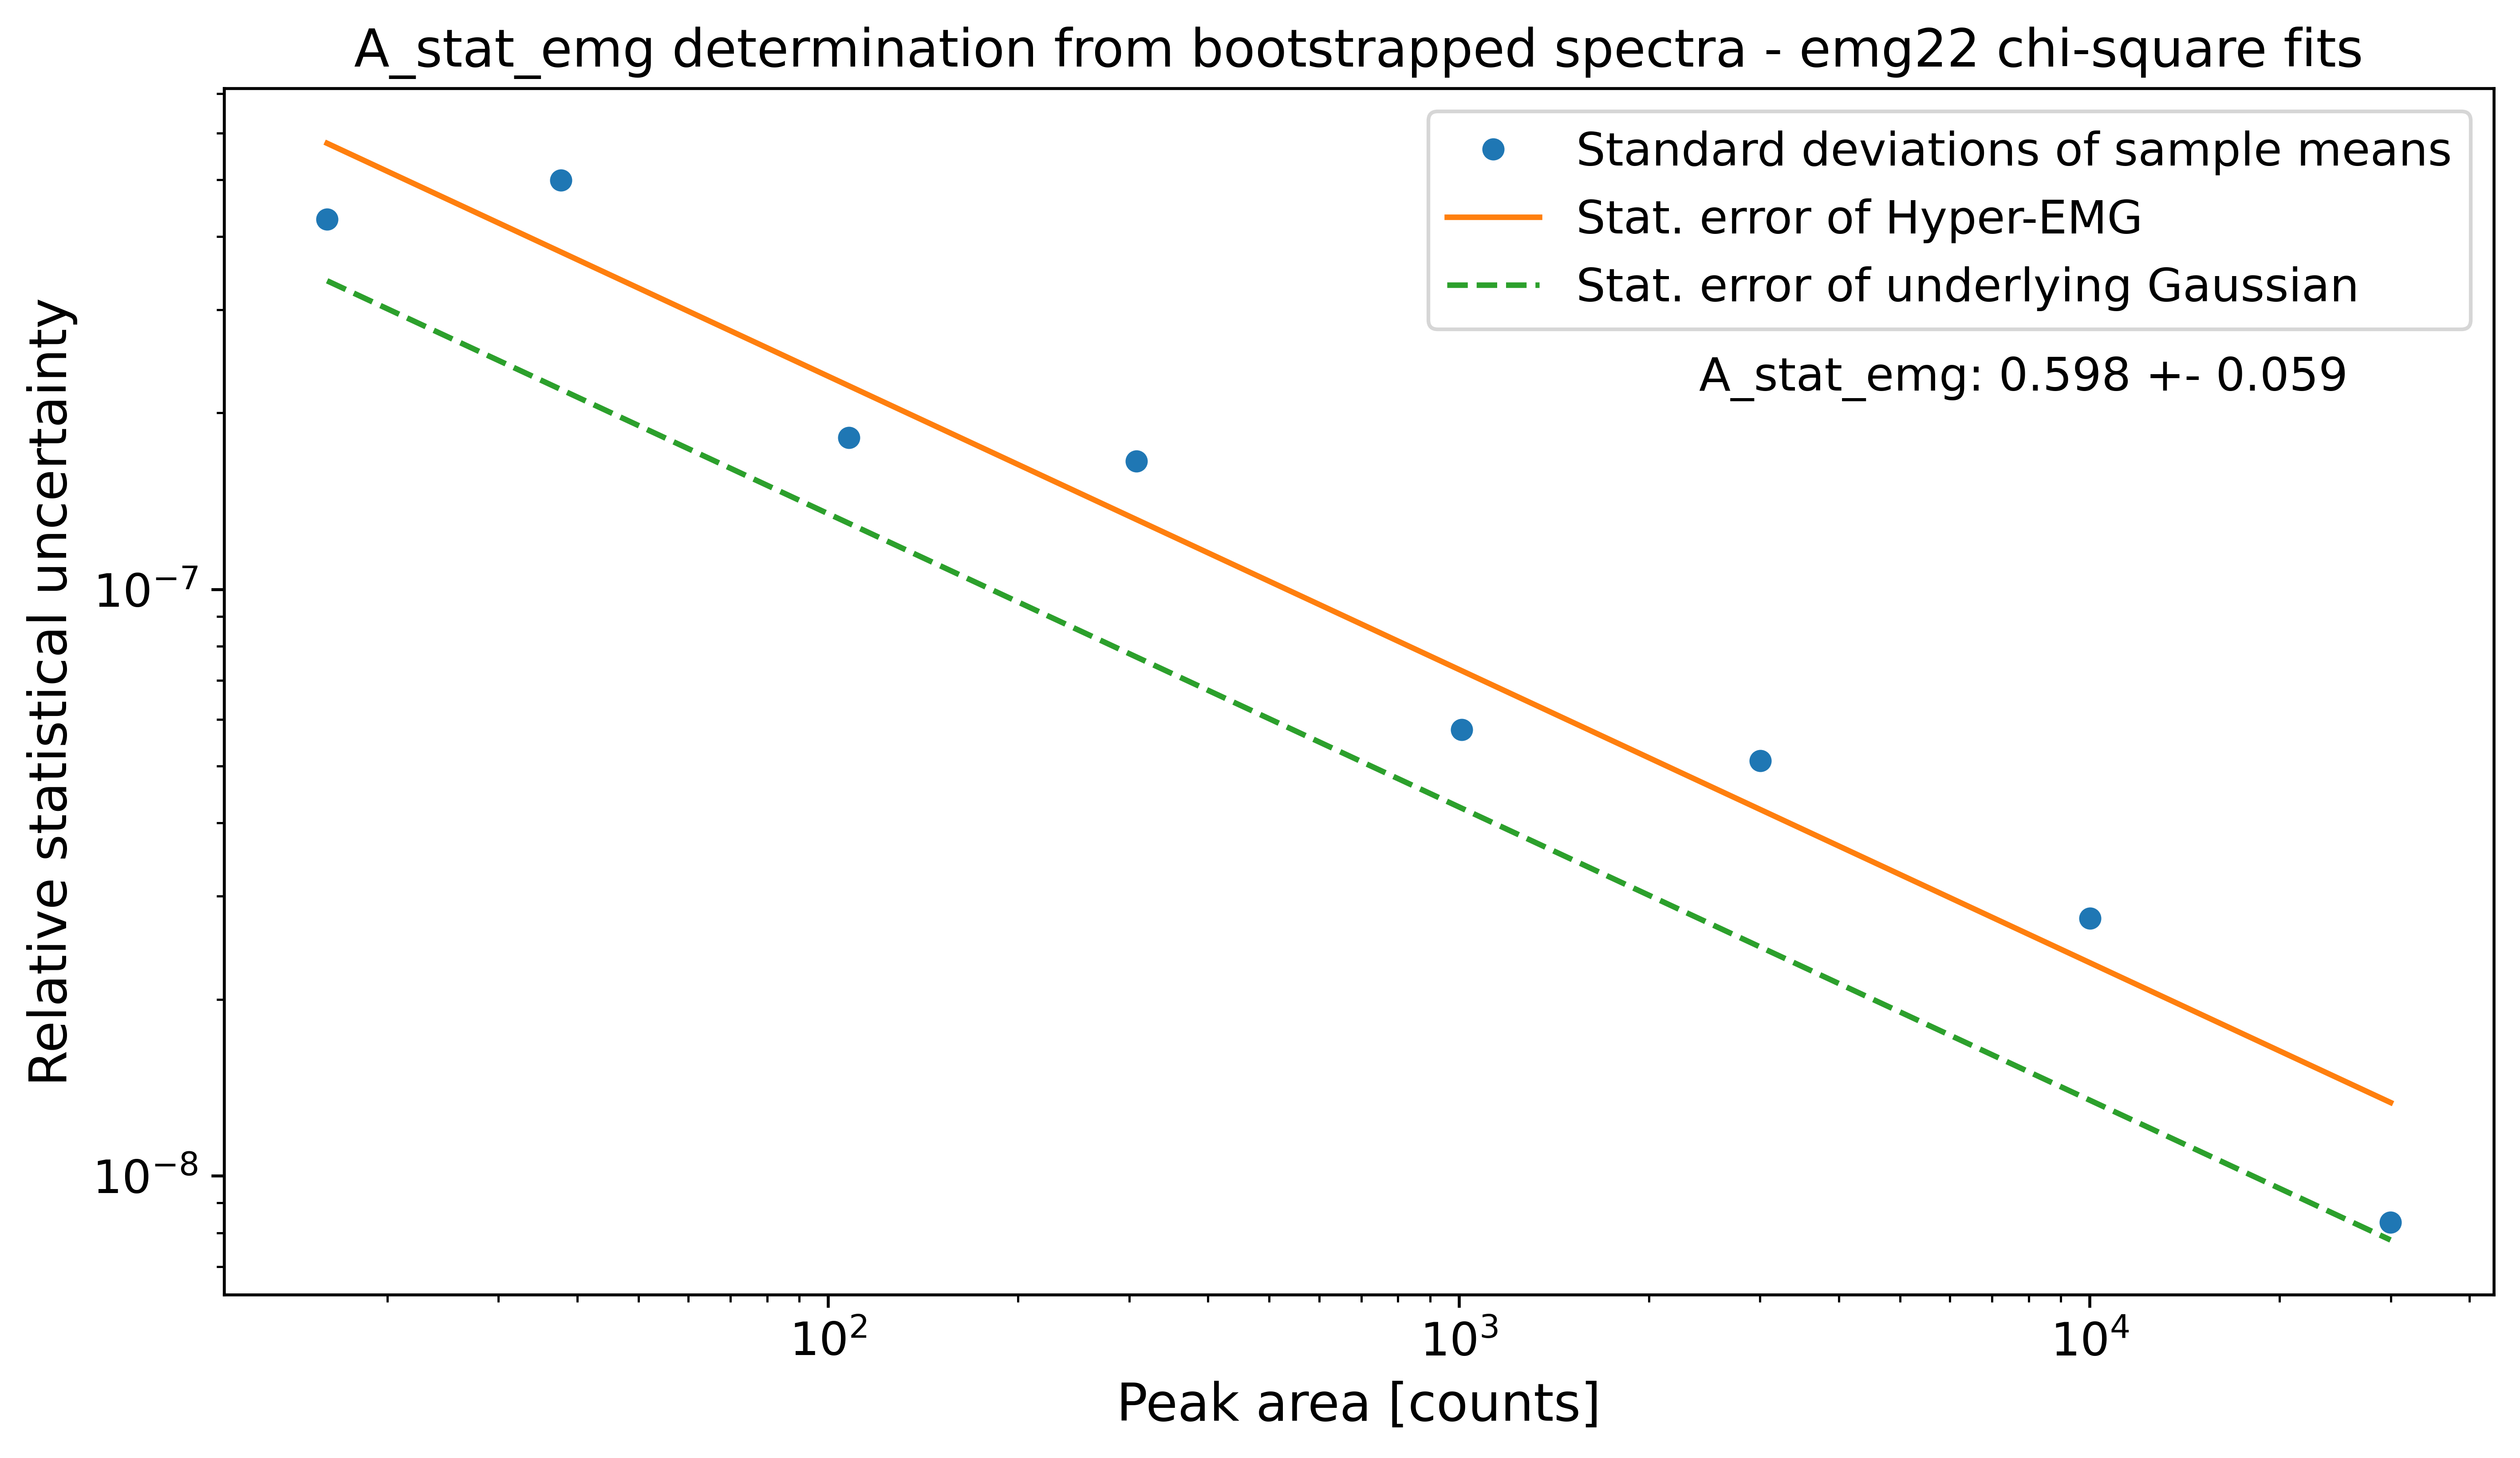 A_stat_emg determination from bootstrapped spectra - emg22 chi-square fits
Standard deviations of sample means
Stat. error of Hyper-EMG
Stat. error of underlying Gaussian
A_stat_emg: 0.598 +- 0.059
Relative statistical uncertainty
10⁻⁷
10⁻⁸
10² 10³ 10⁴
Peak area [counts]